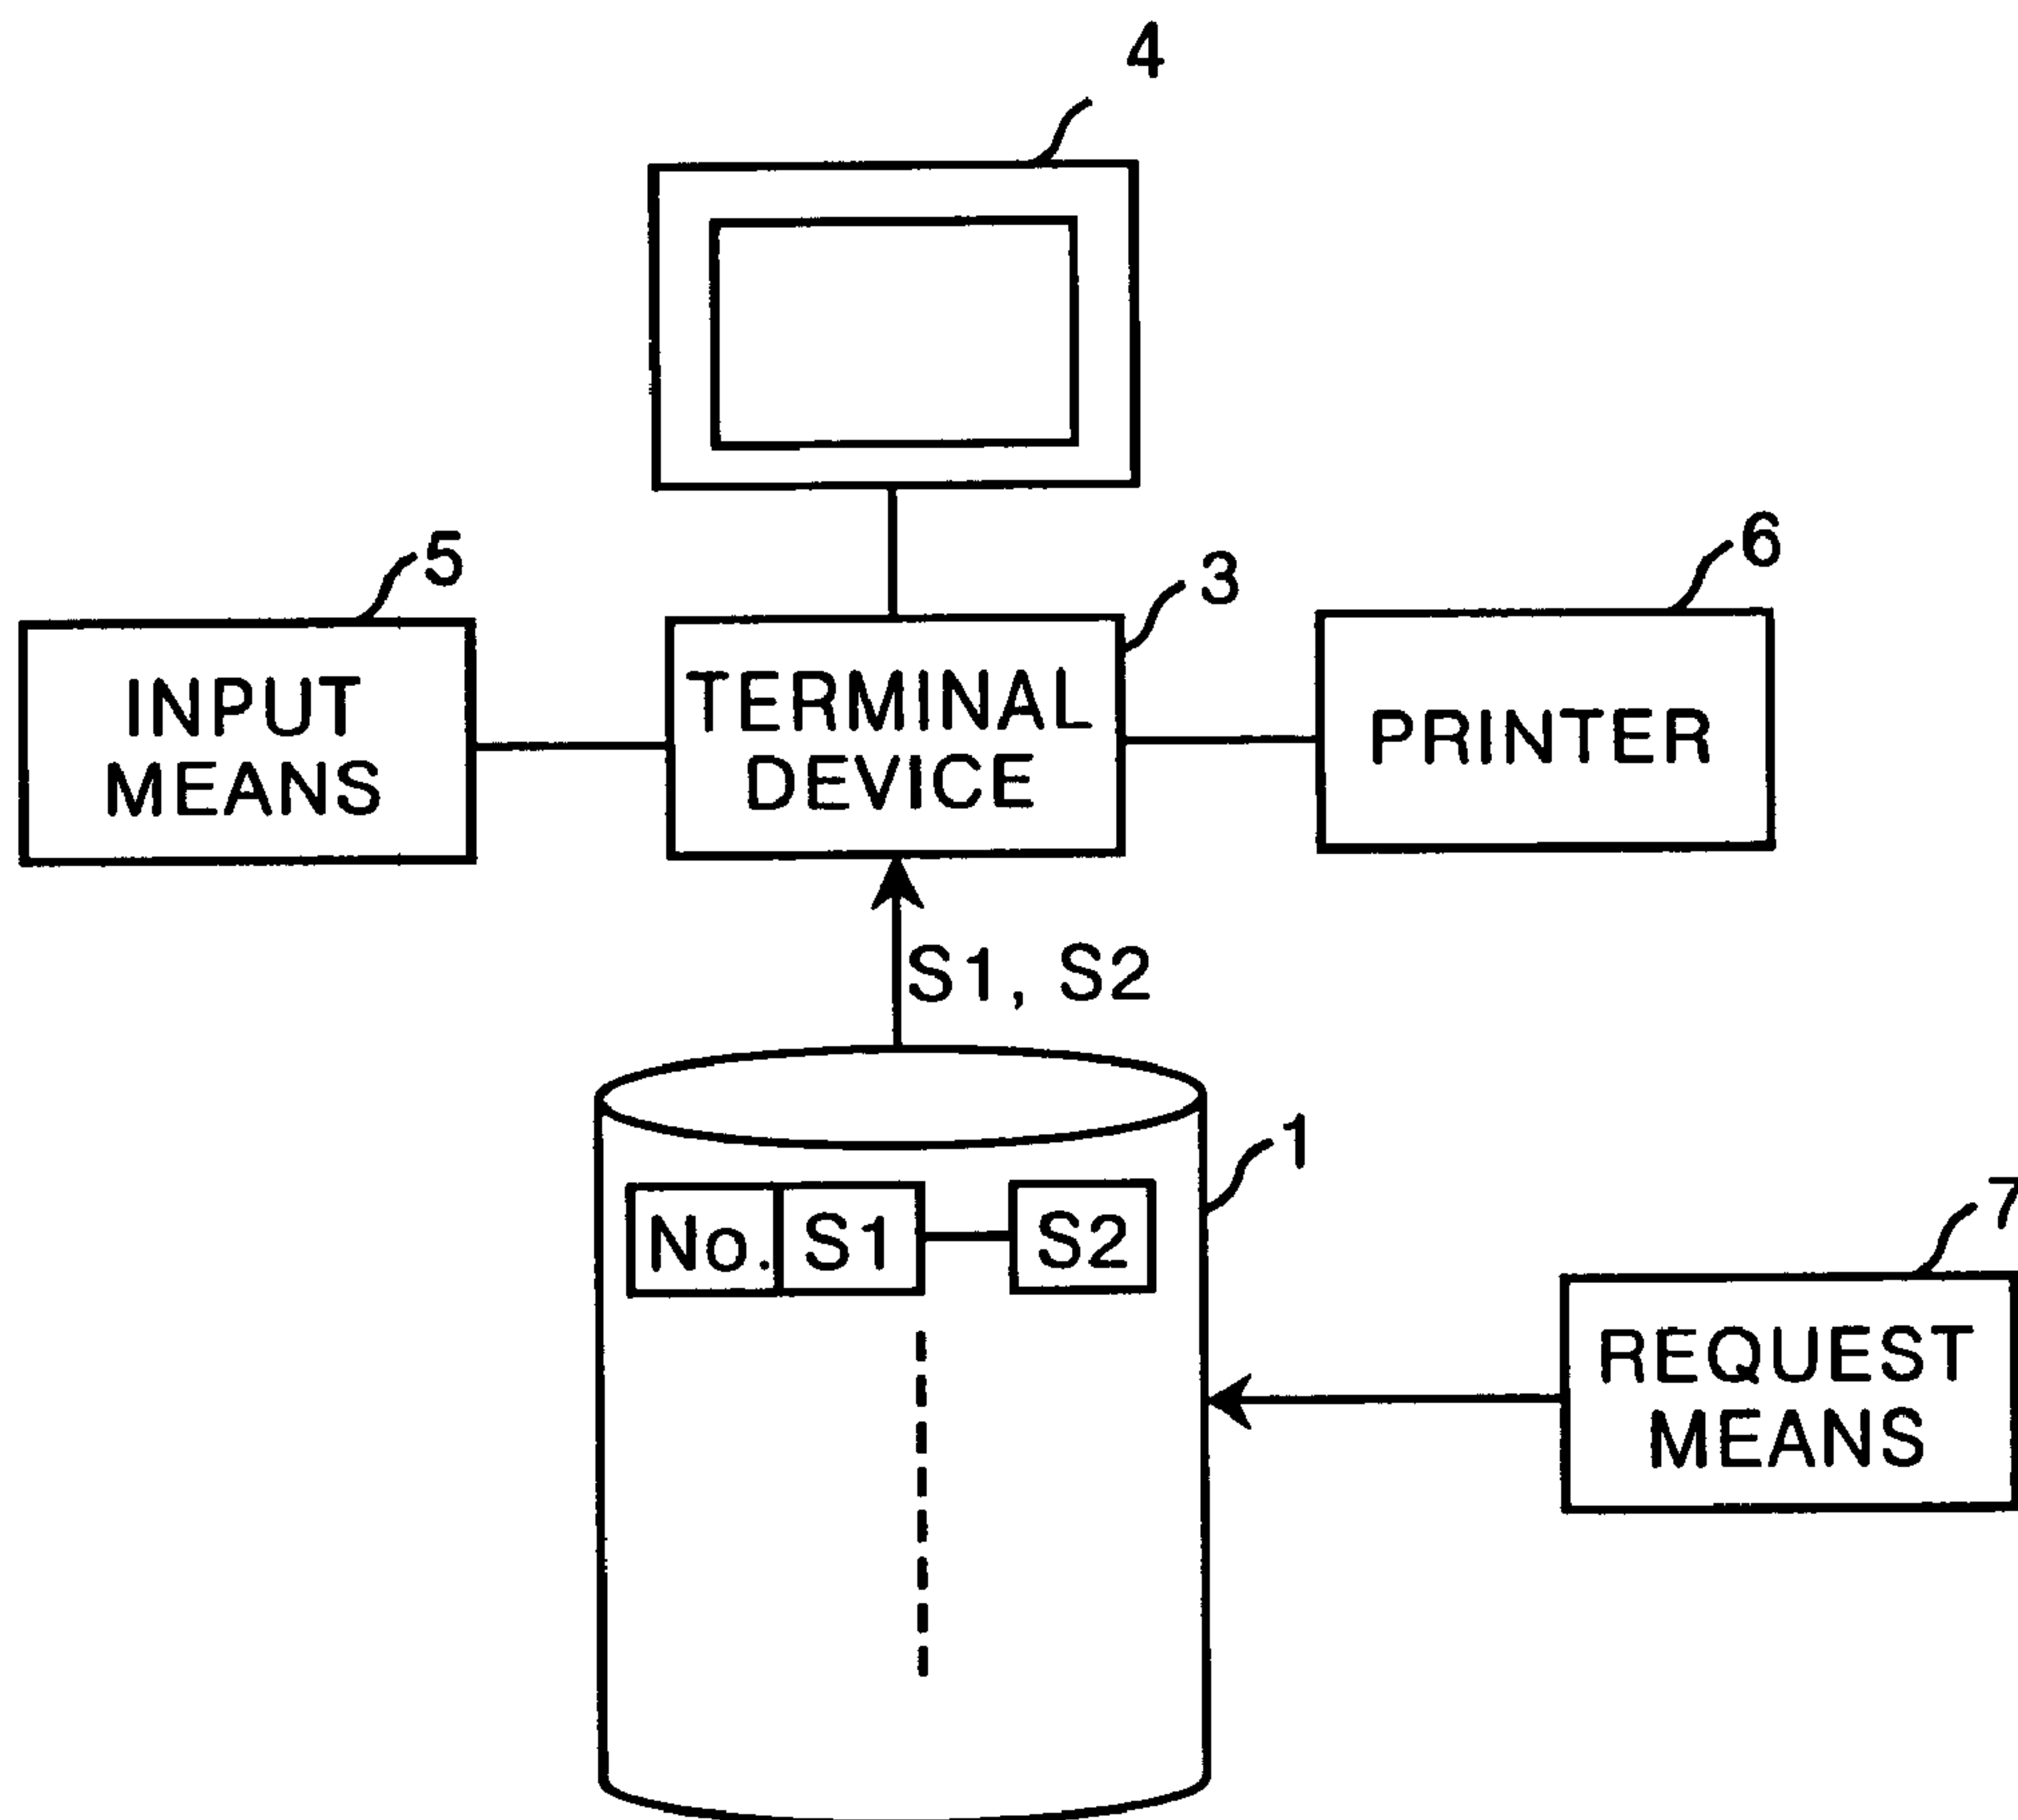 4
5
3
6
INPUT
MEANS
TERMINAL
DEVICE
PRINTER
S1, S2
1
No. S1 S2
7
REQUEST
MEANS